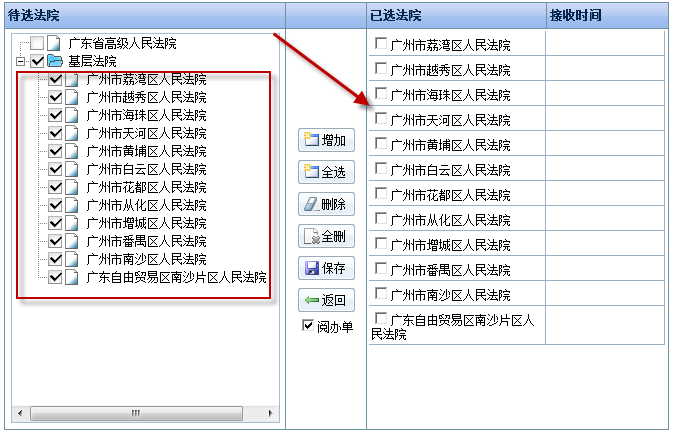 待选法院
广东省高级人民法院
基层法院
广州市荔湾区人民法院
广州市越秀区人民法院
广州市海珠区人民法院
广州市天河区人民法院
广州市黄埔区人民法院
广州市白云区人民法院
广州市花都区人民法院
广州市从化区人民法院
广州市增城区人民法院
广州市番禺区人民法院
广州市南沙区人民法院
广东自由贸易区南沙片区人民法院
增加
全选
删除
全删
保存
返回
阅办单
已选法院
接收时间
广州市荔湾区人民法院
广州市越秀区人民法院
广州市海珠区人民法院
广州市天河区人民法院
广州市黄埔区人民法院
广州市白云区人民法院
广州市花都区人民法院
广州市从化区人民法院
广州市增城区人民法院
广州市番禺区人民法院
广州市南沙区人民法院
广东自由贸易区南沙片区人
民法院